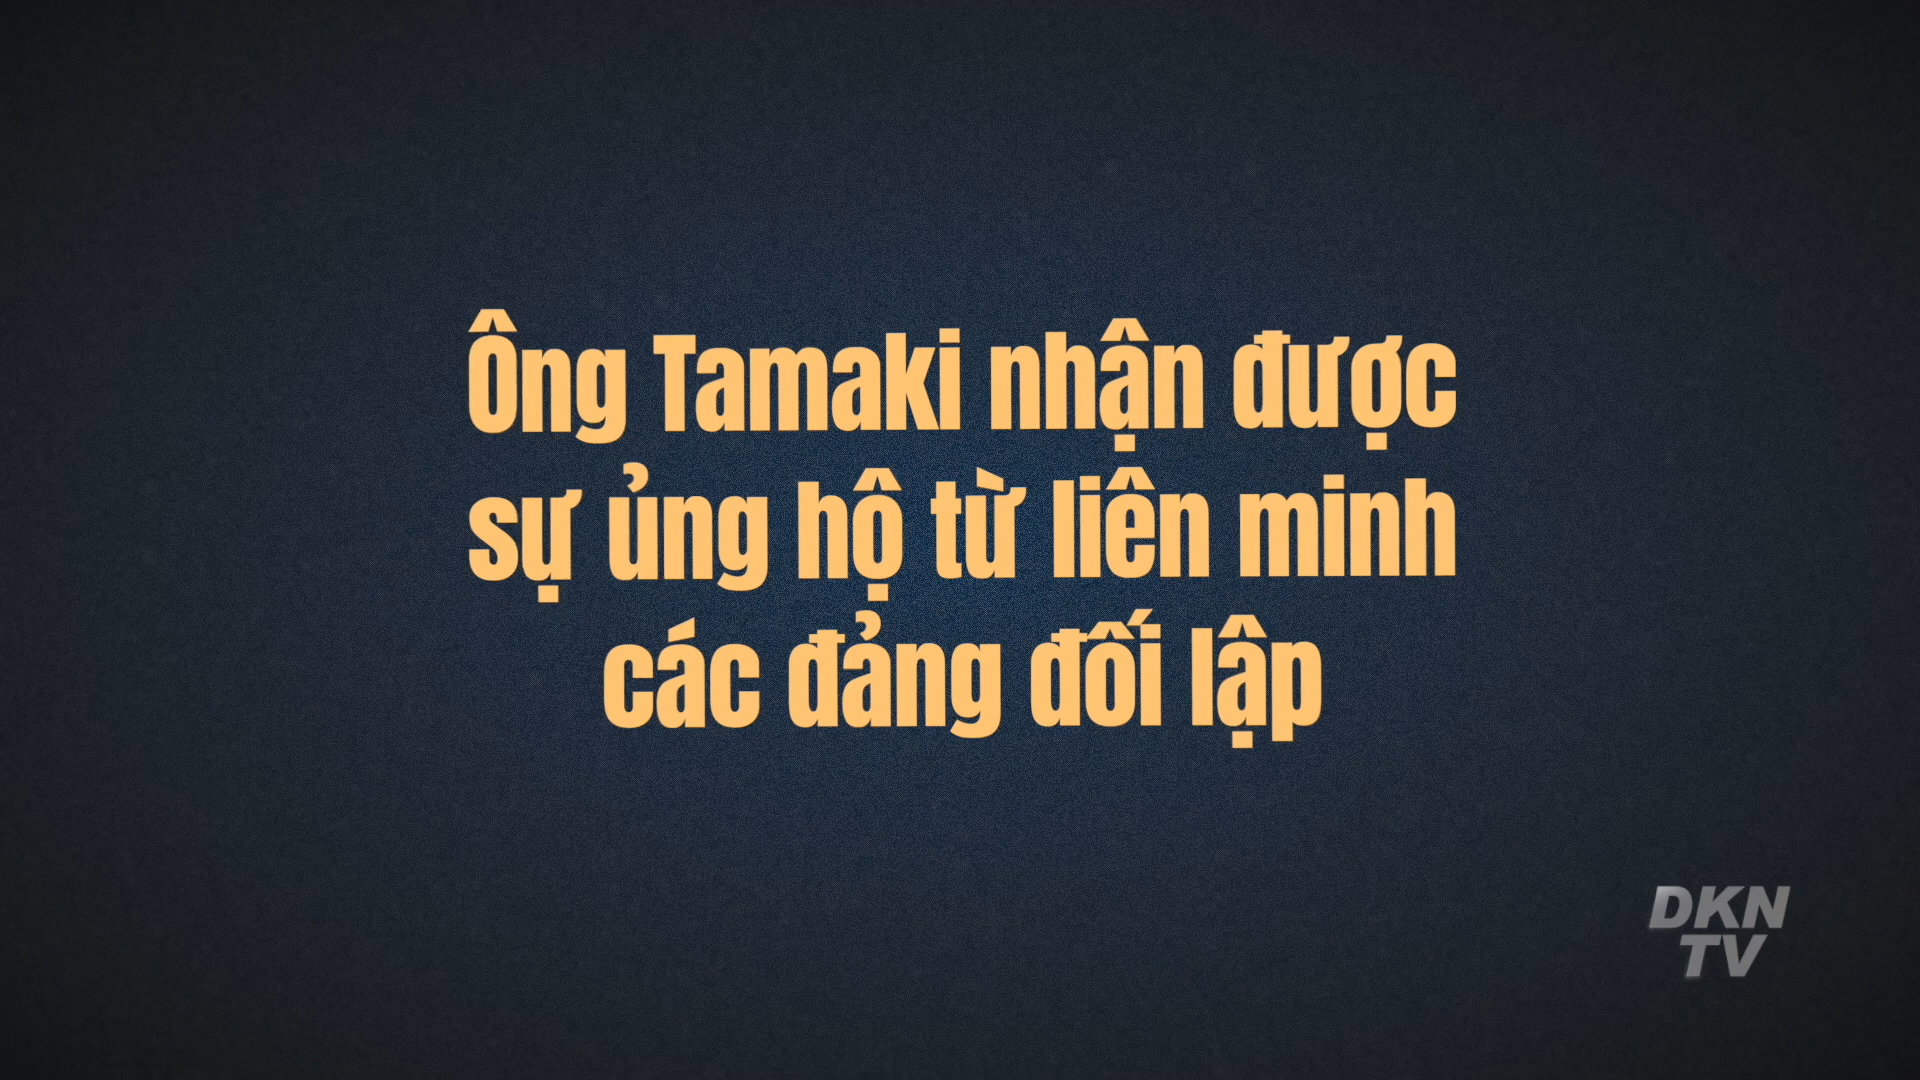 Ông Tamaki nhận được
sự ủng hộ từ liên minh
các đảng đối lập
DKN
TV